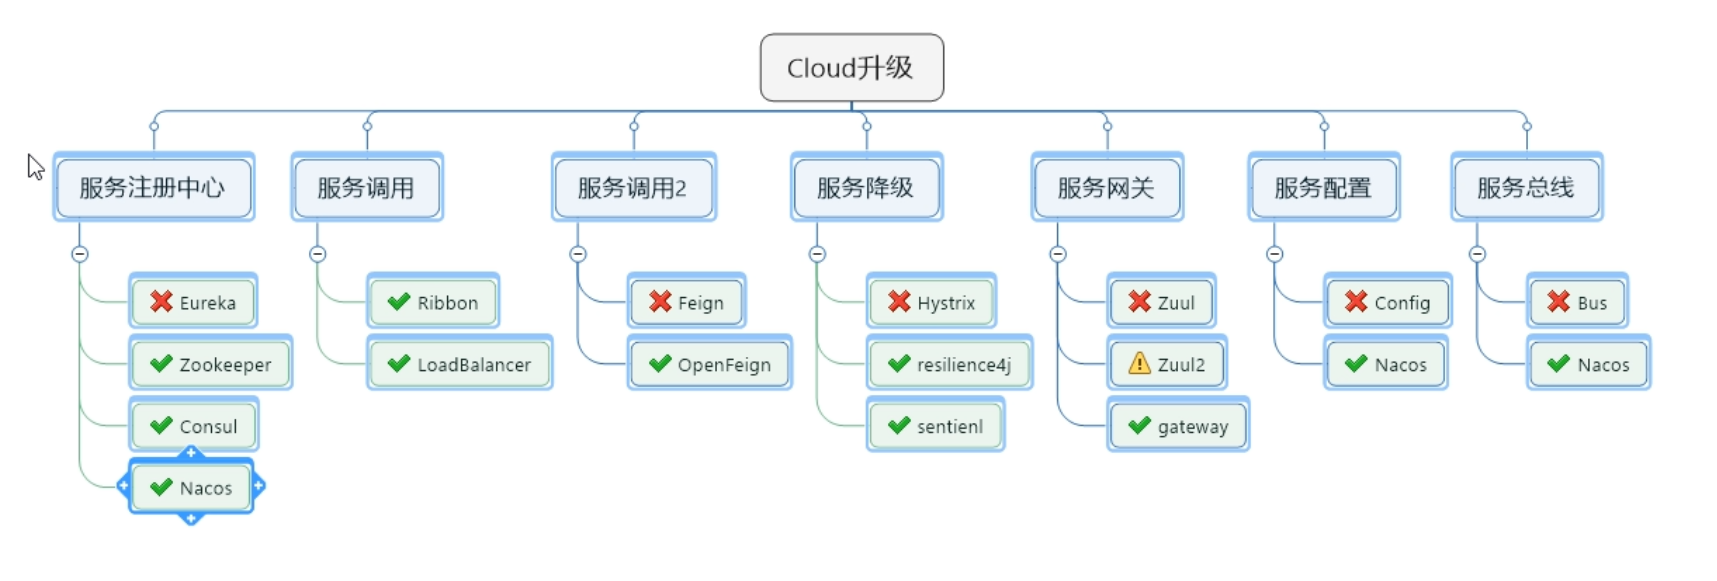 Cloud升级
服务注册中心
Eureka
Zookeeper
Consul
Nacos
服务调用
Ribbon
LoadBalancer
服务调用2
Feign
OpenFeign
服务降级
Hystrix
resilience4j
sentienl
服务网关
Zuul
Zuul2
gateway
服务配置
Config
Nacos
服务总线
Bus
Nacos